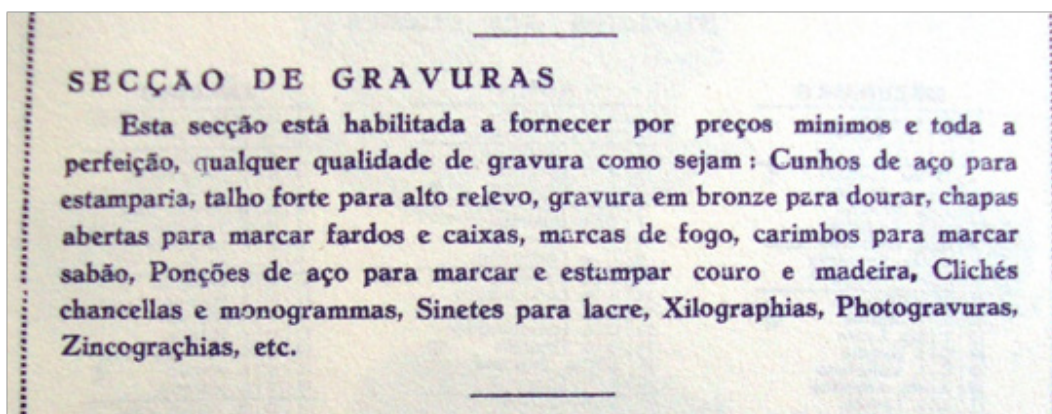 SECÇÃO DE GRAVURAS
Esta secção está habilitada a fornecer por preços minimos e toda a
perfeição, qualquer qualidade de gravura como sejam : Cunhos de aço para
estamparia, talho forte para alto relevo, gravura em bronze para dourar, chapas
abertas para marcar fardos e caixas, marcas de fogo, carimbos para marcar
sabão, Ponções de aço para marcar e estampar couro e madeira, Clichés
chancellas e monogrammas, Sinetes para lacre, Xilographias, Photogravuras,
Zincograçhias, etc.